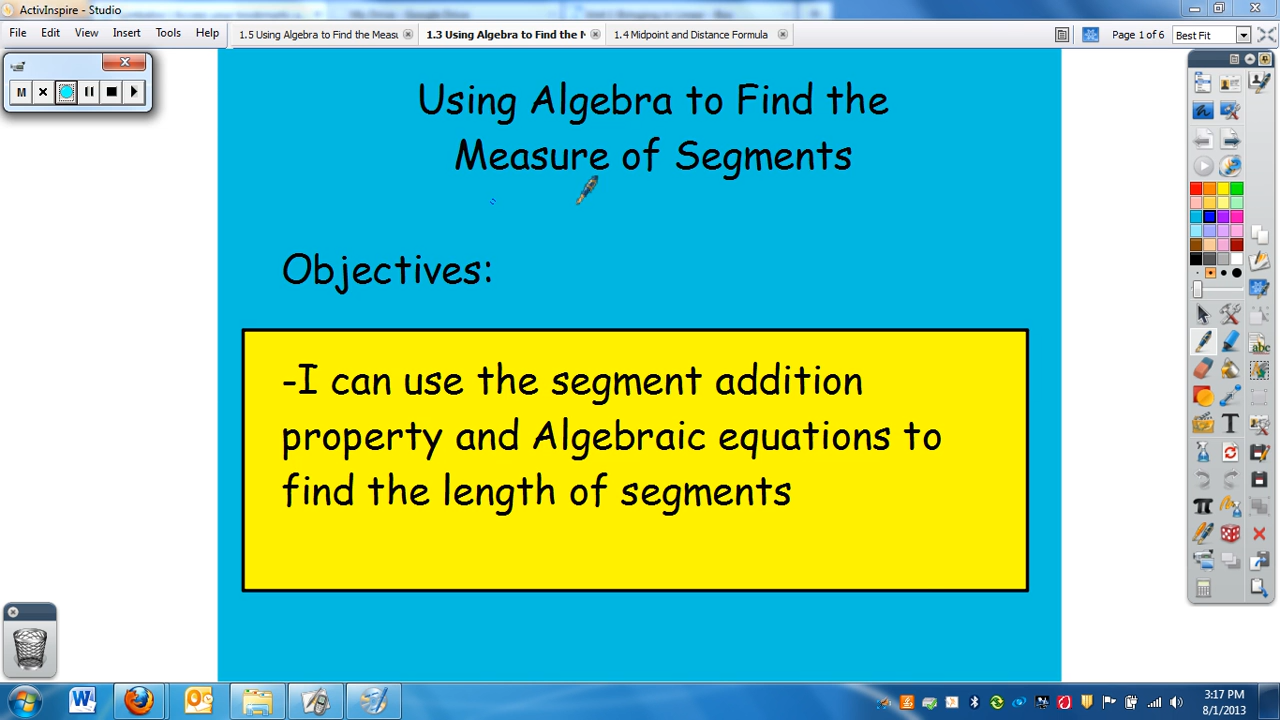 ActivInspire - Studio
File Edit View Insert Tools Help
1.5 Using Algebra to Find the Measu
1.3 Using Algebra to Find the M
1.4 Midpoint and Distance Formula
Page 1 of 6
Best Fit
M
Using Algebra to Find the
Measure of Segments
Objectives:
-I can use the segment addition
property and Algebraic equations to
find the length of segments
3:17 PM
8/1/2013